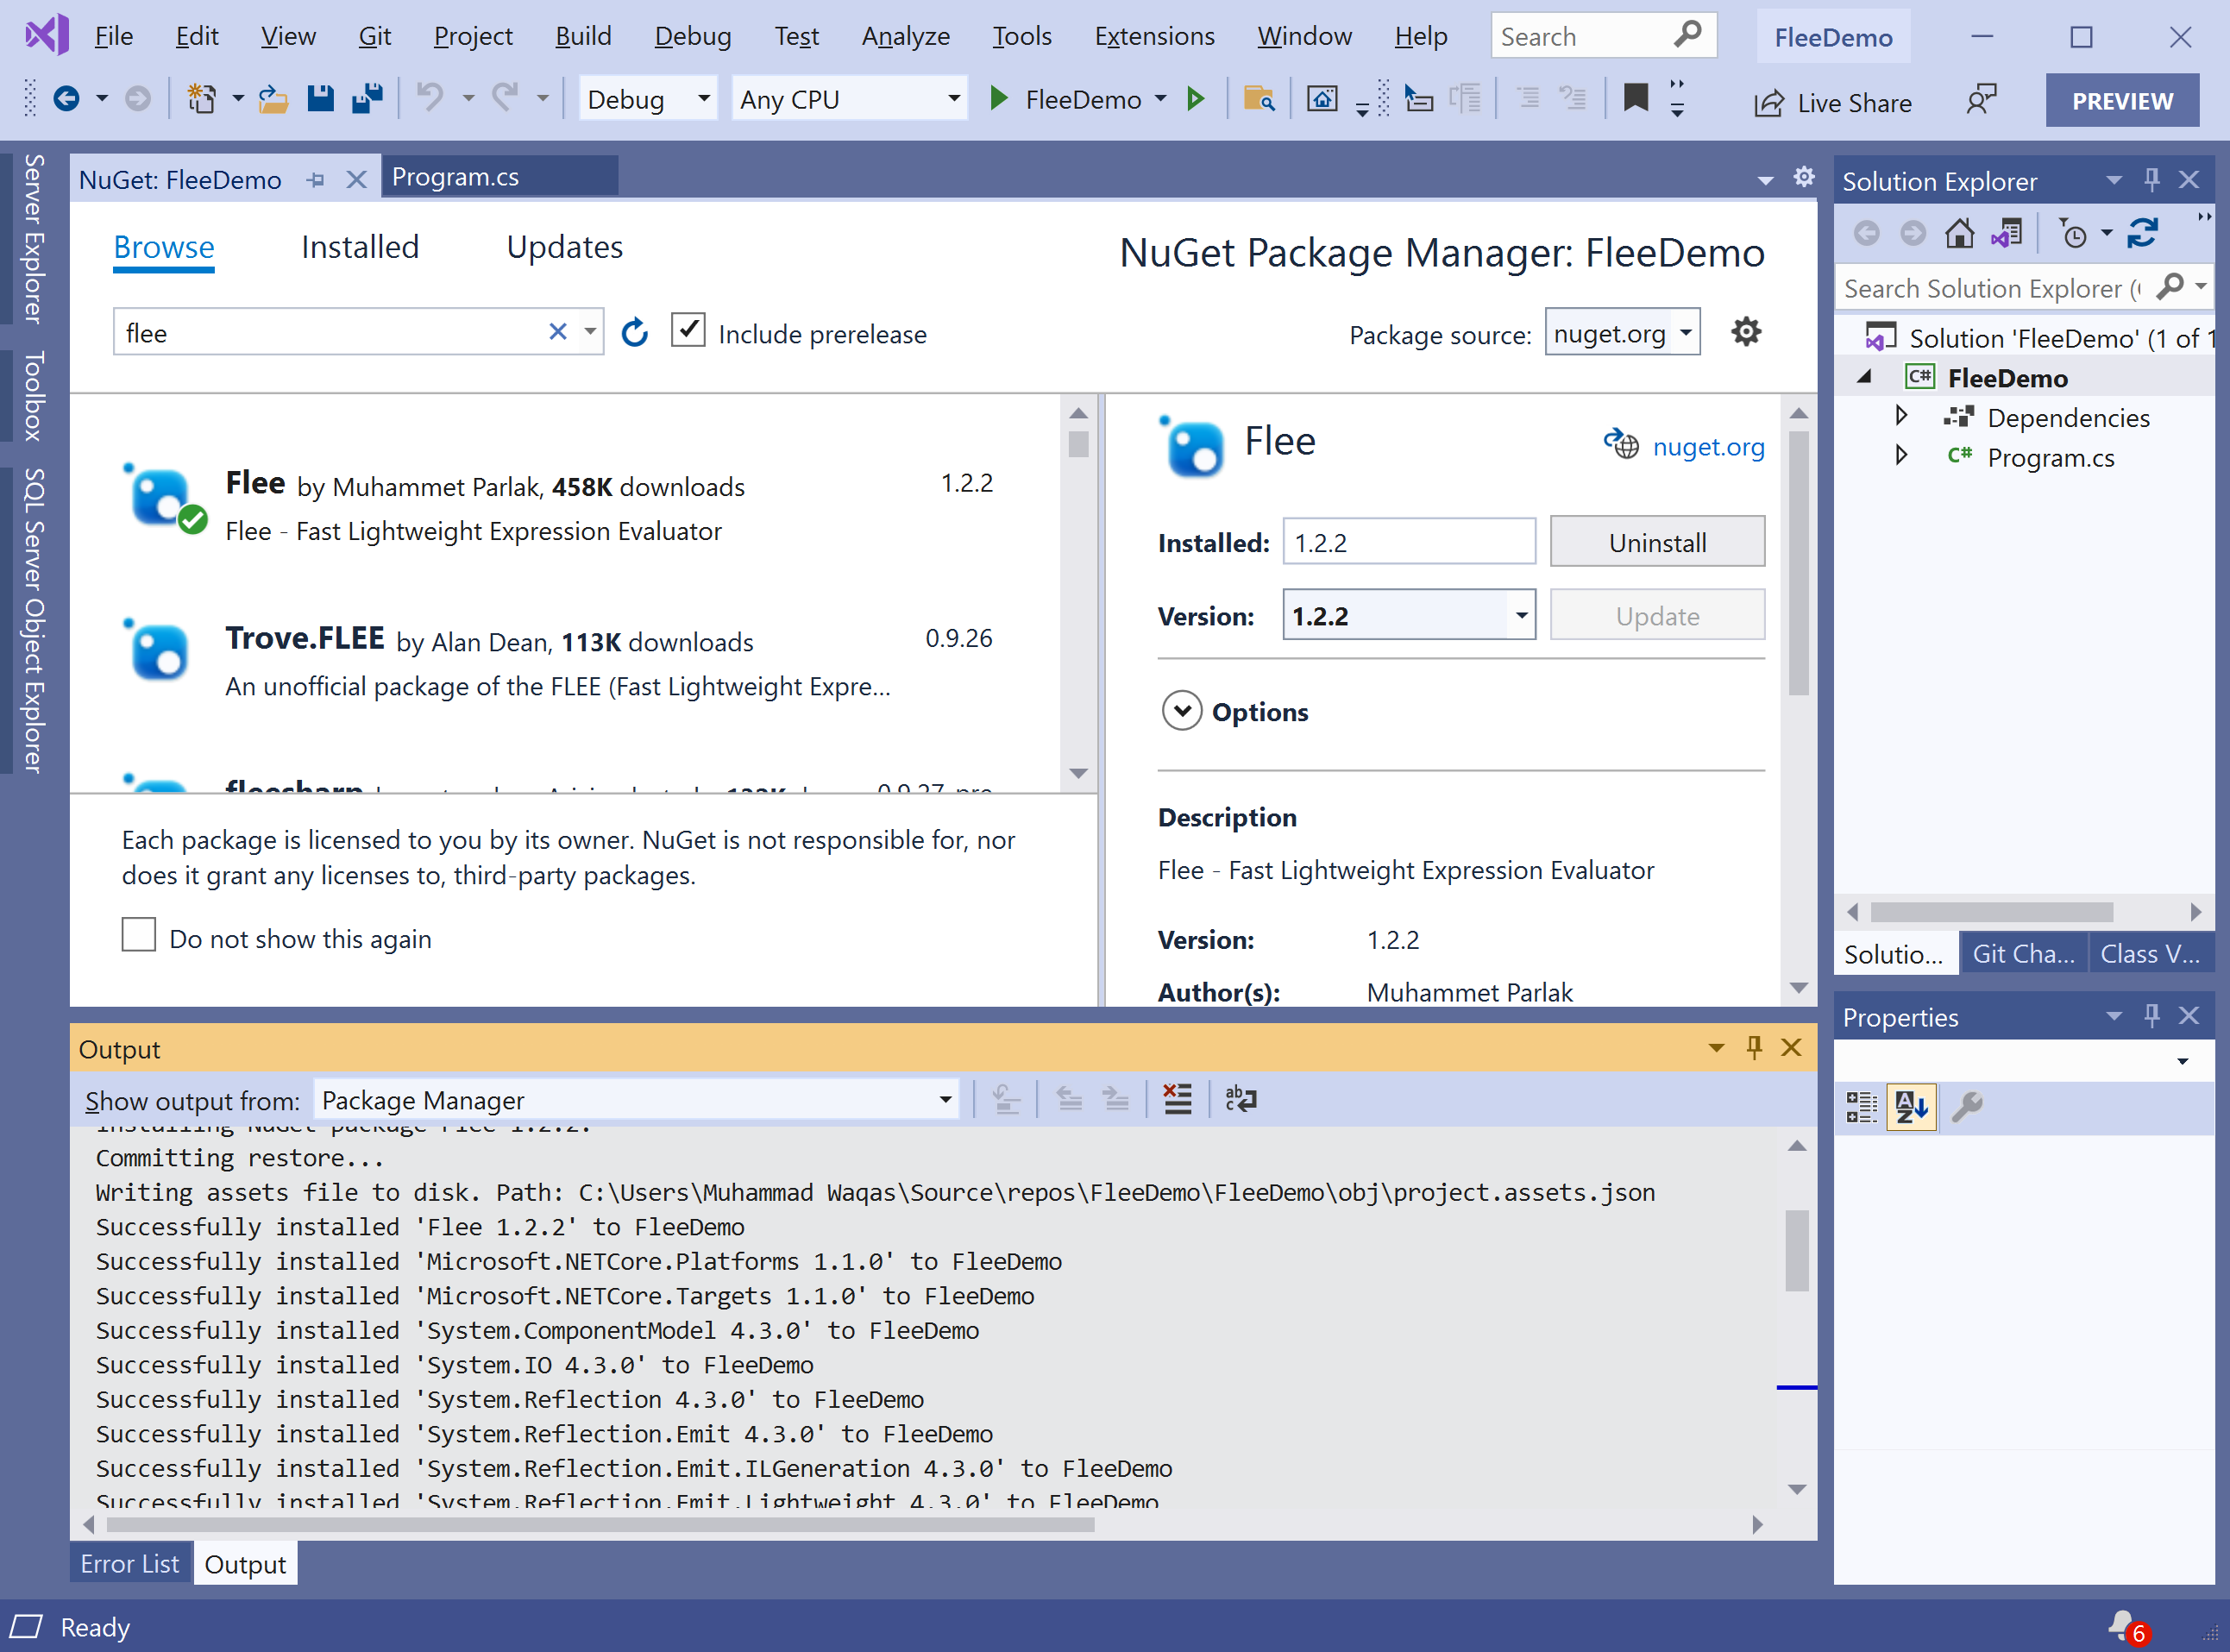 File Edit View Git Project Build Debug Test Analyze Tools Extensions Window Help Search FleeDemo
Debug Any CPU FleeDemo Live Share PREVIEW
Server Explorer
Toolbox
SQL Server Object Explorer
NuGet: FleeDemo Program.cs
Browse Installed Updates
NuGet Package Manager: FleeDemo
flee Include prerelease
Package source: nuget.org
Flee by Muhammet Parlak, 458K downloads 1.2.2
Flee - Fast Lightweight Expression Evaluator
Trove.FLEE by Alan Dean, 113K downloads 0.9.26
An unofficial package of the FLEE (Fast Lightweight Expre...
fleesharp
Each package is licensed to you by its owner. NuGet is not responsible for, nor
does it grant any licenses to, third-party packages.
Do not show this again
Flee nuget.org
Installed: 1.2.2 Uninstall
Version: 1.2.2 Update
Options
Description
Flee - Fast Lightweight Expression Evaluator
Version: 1.2.2
Author(s): Muhammet Parlak
Output
Show output from: Package Manager
Installing NuGet package Flee 1.2.2.
Committing restore...
Writing assets file to disk. Path: C:\Users\Muhammad Waqas\Source\repos\FleeDemo\FleeDemo\obj\project.assets.json
Successfully installed 'Flee 1.2.2' to FleeDemo
Successfully installed 'Microsoft.NETCore.Platforms 1.1.0' to FleeDemo
Successfully installed 'Microsoft.NETCore.Targets 1.1.0' to FleeDemo
Successfully installed 'System.ComponentModel 4.3.0' to FleeDemo
Successfully installed 'System.IO 4.3.0' to FleeDemo
Successfully installed 'System.Reflection 4.3.0' to FleeDemo
Successfully installed 'System.Reflection.Emit 4.3.0' to FleeDemo
Successfully installed 'System.Reflection.Emit.ILGeneration 4.3.0' to FleeDemo
Successfully installed 'System.Reflection.Emit.Lightweight 4.3.0' to FleeDemo
Error List Output
Solution Explorer
Search Solution Explorer (
Solution 'FleeDemo' (1 of 1
C# FleeDemo
Dependencies
C# Program.cs
Solutio... Git Cha... Class V...
Properties
Ready 6